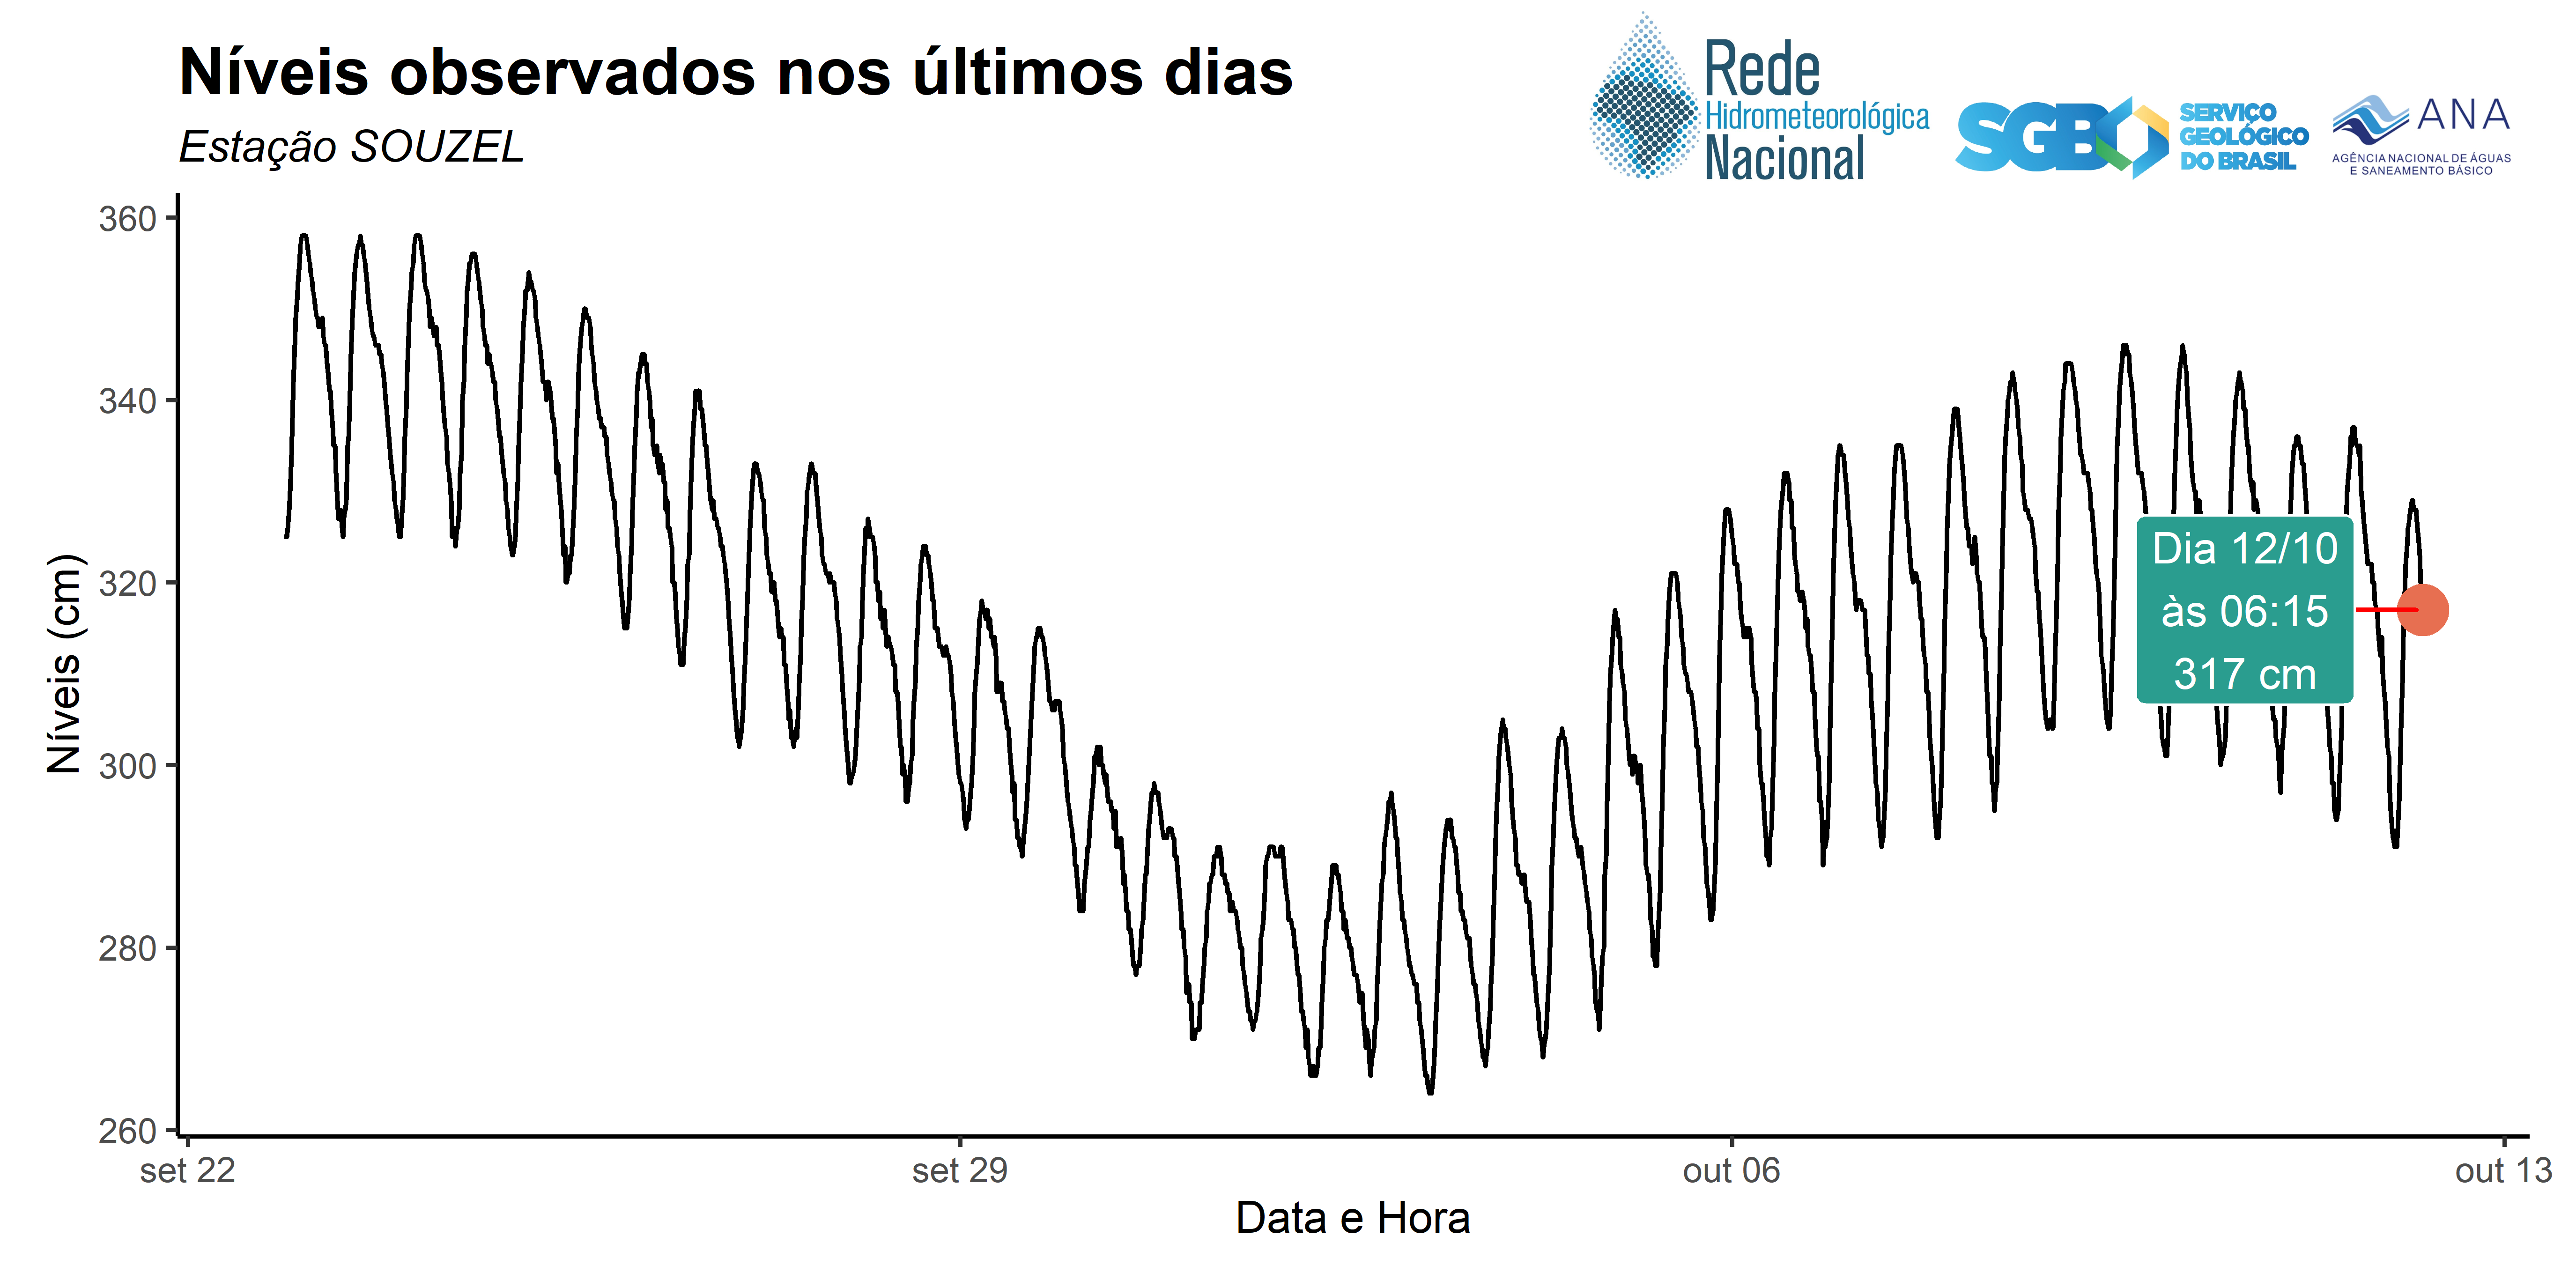 Níveis observados nos últimos dias
Estação SOUZEL
Rede
Hidrometeorológica
Nacional
SGB
SERVIÇO
GEOLÓGICO
DO BRASIL
ANA
AGÊNCIA NACIONAL DE ÁGUAS
E SANEAMENTO BÁSICO
Níveis (cm)
360
340
320
300
280
260
Dia 12/10
às 06:15
317 cm
set 22
set 29
out 06
out 13
Data e Hora